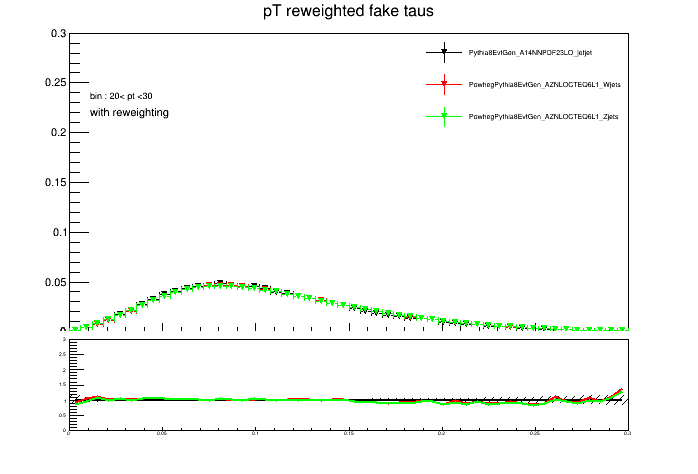 pT reweighted fake taus
0.3
Pythia8EvtGen_A14NNPDF23LO_jetjet
0.25
PowhegPythia8EvtGen_AZNLOCTEQ6L1_Wjets
bin : 20< pt <30
with reweighting
PowhegPythia8EvtGen_AZNLOCTEQ6L1_Zjets
0.2
0.15
0.1
0.05
3
2.5
2
1.5
1
0.5
0
0 0.05 0.1 0.15 0.2 0.25 0.3